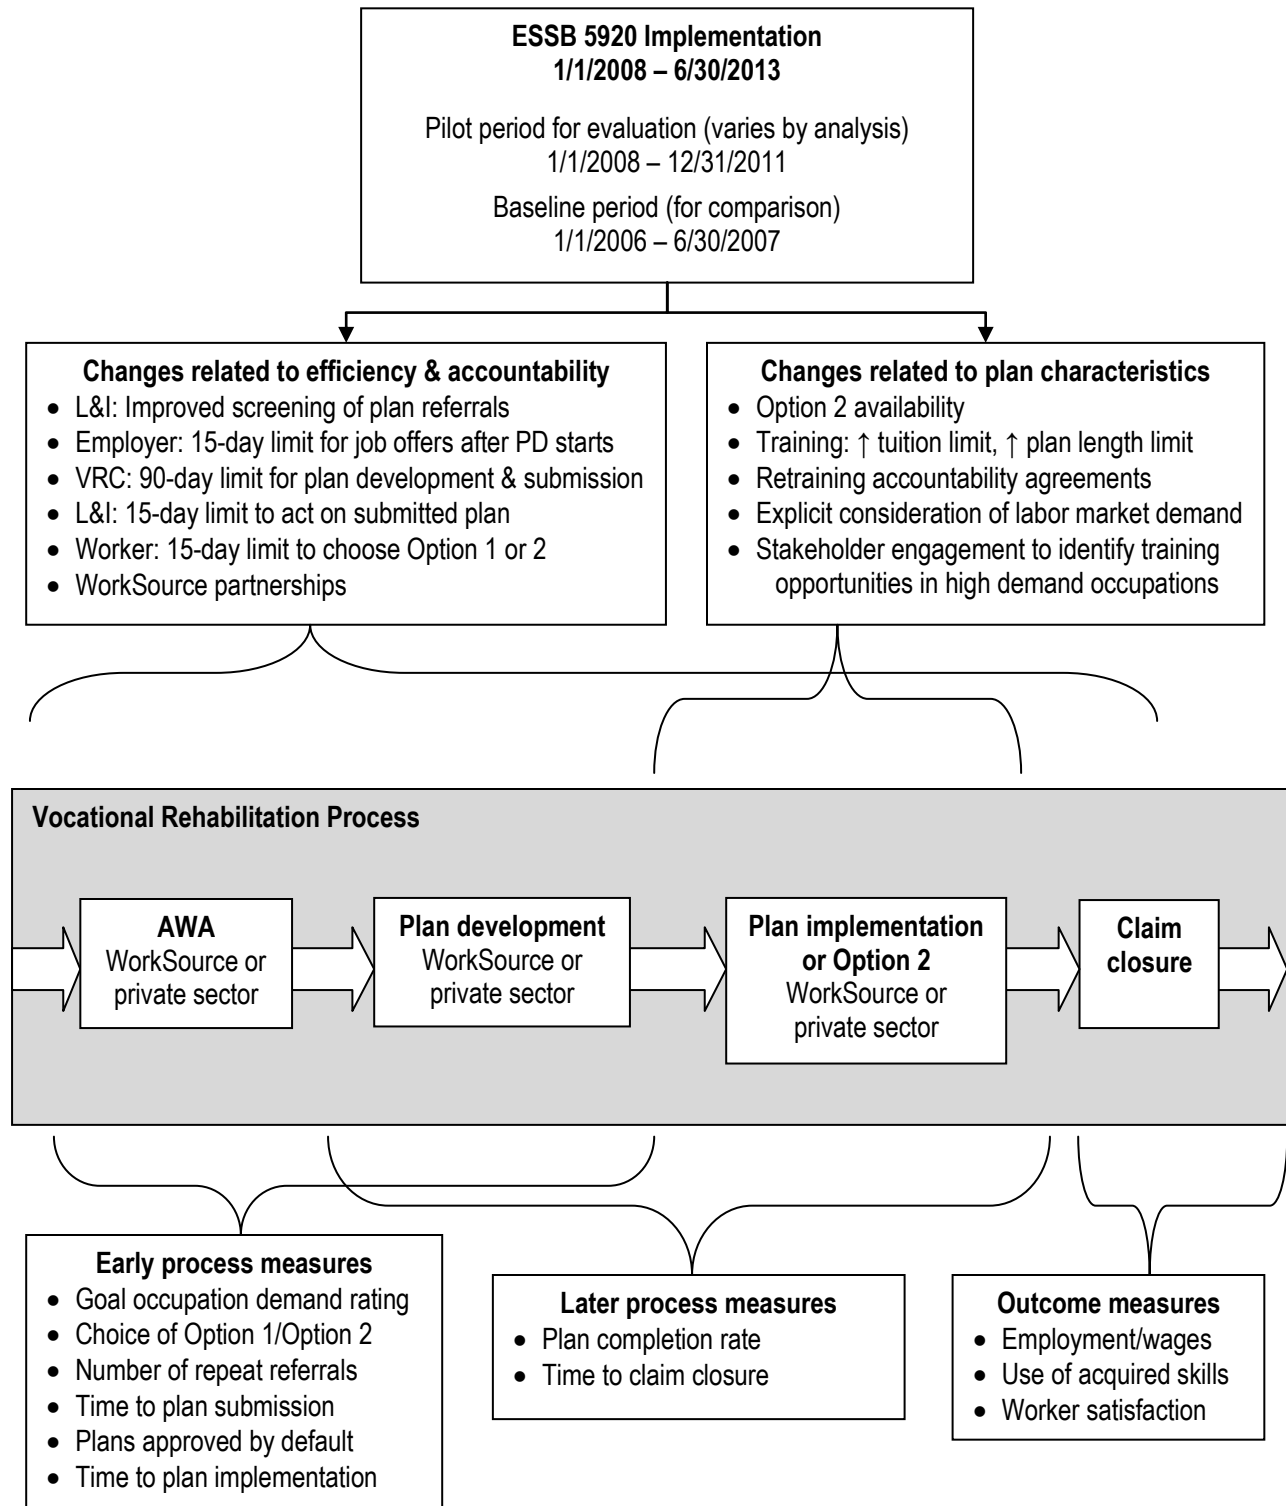 ESSB 5920 Implementation
1/1/2008 – 6/30/2013
Pilot period for evaluation (varies by analysis)
1/1/2008 – 12/31/2011
Baseline period (for comparison)
1/1/2006 – 6/30/2007
Changes related to efficiency & accountability
• L&I: Improved screening of plan referrals
• Employer: 15-day limit for job offers after PD starts
• VRC: 90-day limit for plan development & submission
• L&I: 15-day limit to act on submitted plan
• Worker: 15-day limit to choose Option 1 or 2
• WorkSource partnerships
Changes related to plan characteristics
• Option 2 availability
• Training: ↑ tuition limit, ↑ plan length limit
• Retraining accountability agreements
• Explicit consideration of labor market demand
• Stakeholder engagement to identify training
opportunities in high demand occupations
Vocational Rehabilitation Process
AWA
WorkSource or
private sector
Plan development
WorkSource or
private sector
Plan implementation
or Option 2
WorkSource or
private sector
Claim
closure
Early process measures
• Goal occupation demand rating
• Choice of Option 1/Option 2
• Number of repeat referrals
• Time to plan submission
• Plans approved by default
• Time to plan implementation
Later process measures
• Plan completion rate
• Time to claim closure
Outcome measures
• Employment/wages
• Use of acquired skills
• Worker satisfaction